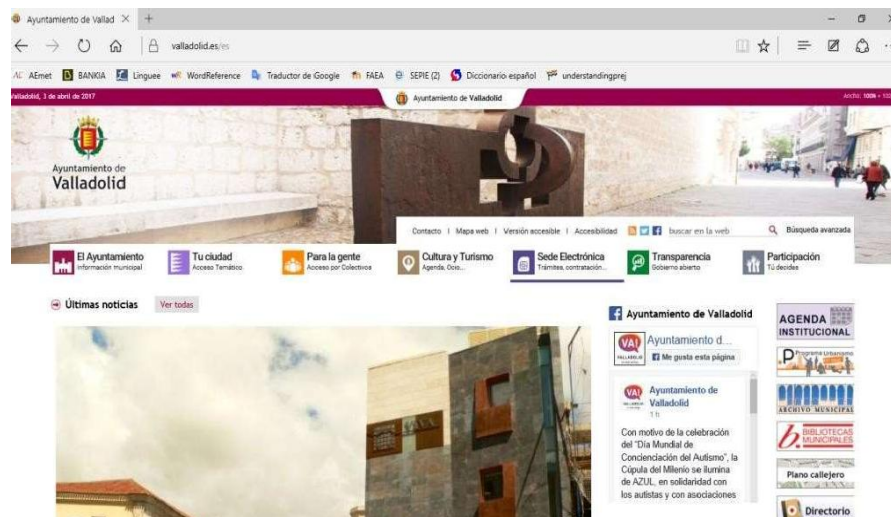 Ayuntamiento de Vallad
valladolid.es/es
AEmet
BANKIA
Linguee
WordReference
Traductor de Google
FAEA
SEPIE (2)
Diccionario español
understandingprej
Valladolid, 3 de abril de 2017
Ayuntamiento de Valladolid
Ayuntamiento de
Valladolid
Contacto | Mapa web | Versión accesible | Accesibilidad
buscar en la web
Búsqueda avanzada
El Ayuntamiento
Información municipal
Tu ciudad
Acceso Temático
Para la gente
Acceso por Colectivos
Cultura y Turismo
Agenda, Ocio...
Sede Electrónica
Trámites, contratación...
Transparencia
Gobierno abierto
Participación
Tú decides
Últimas noticias
Ver todas
Ayuntamiento de Valladolid
VA!
Ayuntamiento d...
Me gusta esta página
VA!
Ayuntamiento de
Valladolid
1 h
Con motivo de la celebración
del "Día Mundial de
Concienciación del Autismo", la
Cúpula del Milenio se ilumina
de AZUL, en solidaridad con
los autistas y con asociaciones
AGENDA
INSTITUCIONAL
Programa Urbanismo
ARCHIVO MUNICIPAL
b.
BIBLIOTECAS
MUNICIPALES
Plano callejero
Directorio